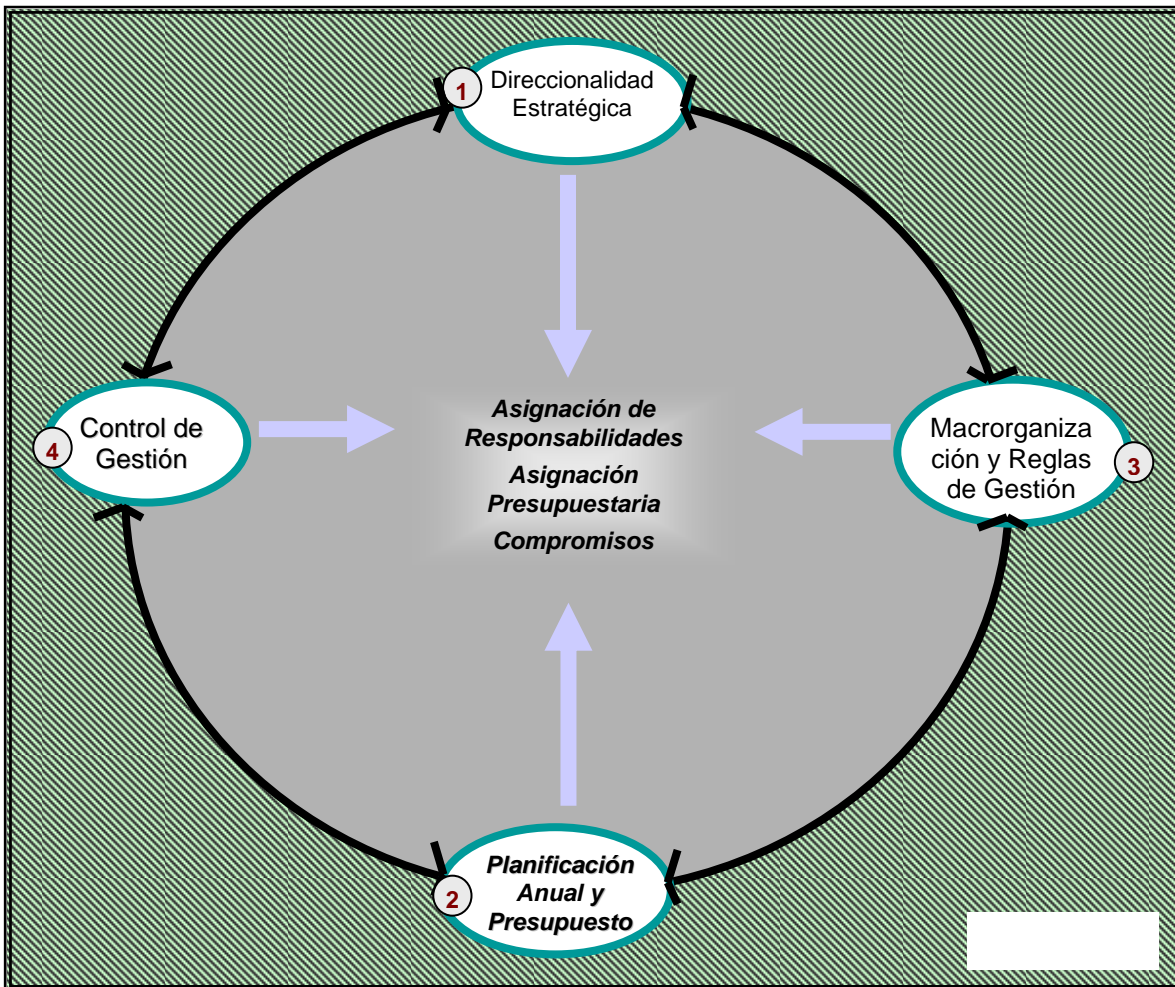 1
Direccionalidad
Estratégica
4
Control de
Gestión
Asignación de
Responsabilidades
Asignación
Presupuestaria
Compromisos
Macrorganiza
ción y Reglas
de Gestión
3
2
Planificación
Anual y
Presupuesto